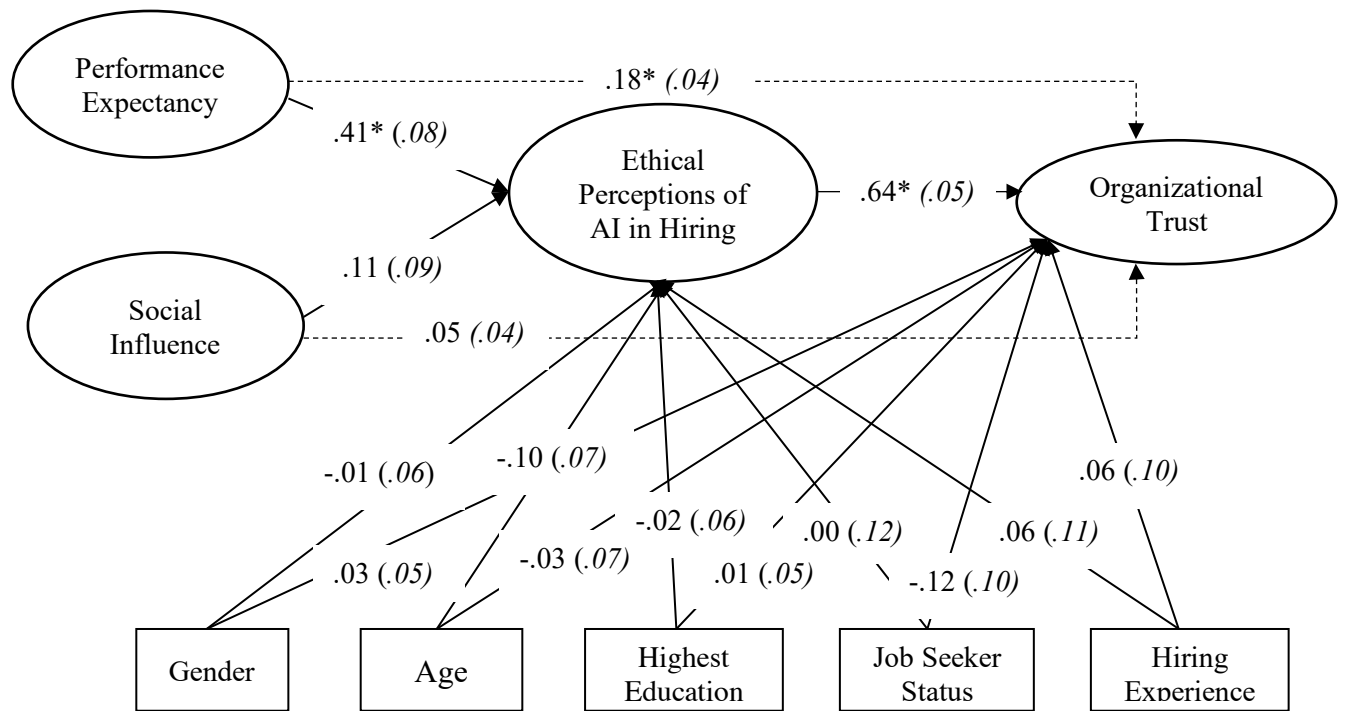 Performance
Expectancy
.18* (.04)
.41* (.08)
Ethical
Perceptions of
AI in Hiring
.64* (.05)
Organizational
Trust
.11 (.09)
Social
Influence
.05 (.04)
-.01 (.06)
-.10 (.07)
.06 (.10)
-.02 (.06)
.00 (.12)
.06 (.11)
.03 (.05)
-.03 (.07)
.01 (.05)
-.12 (.10)
Gender
Age
Highest
Education
Job Seeker
Status
Hiring
Experience